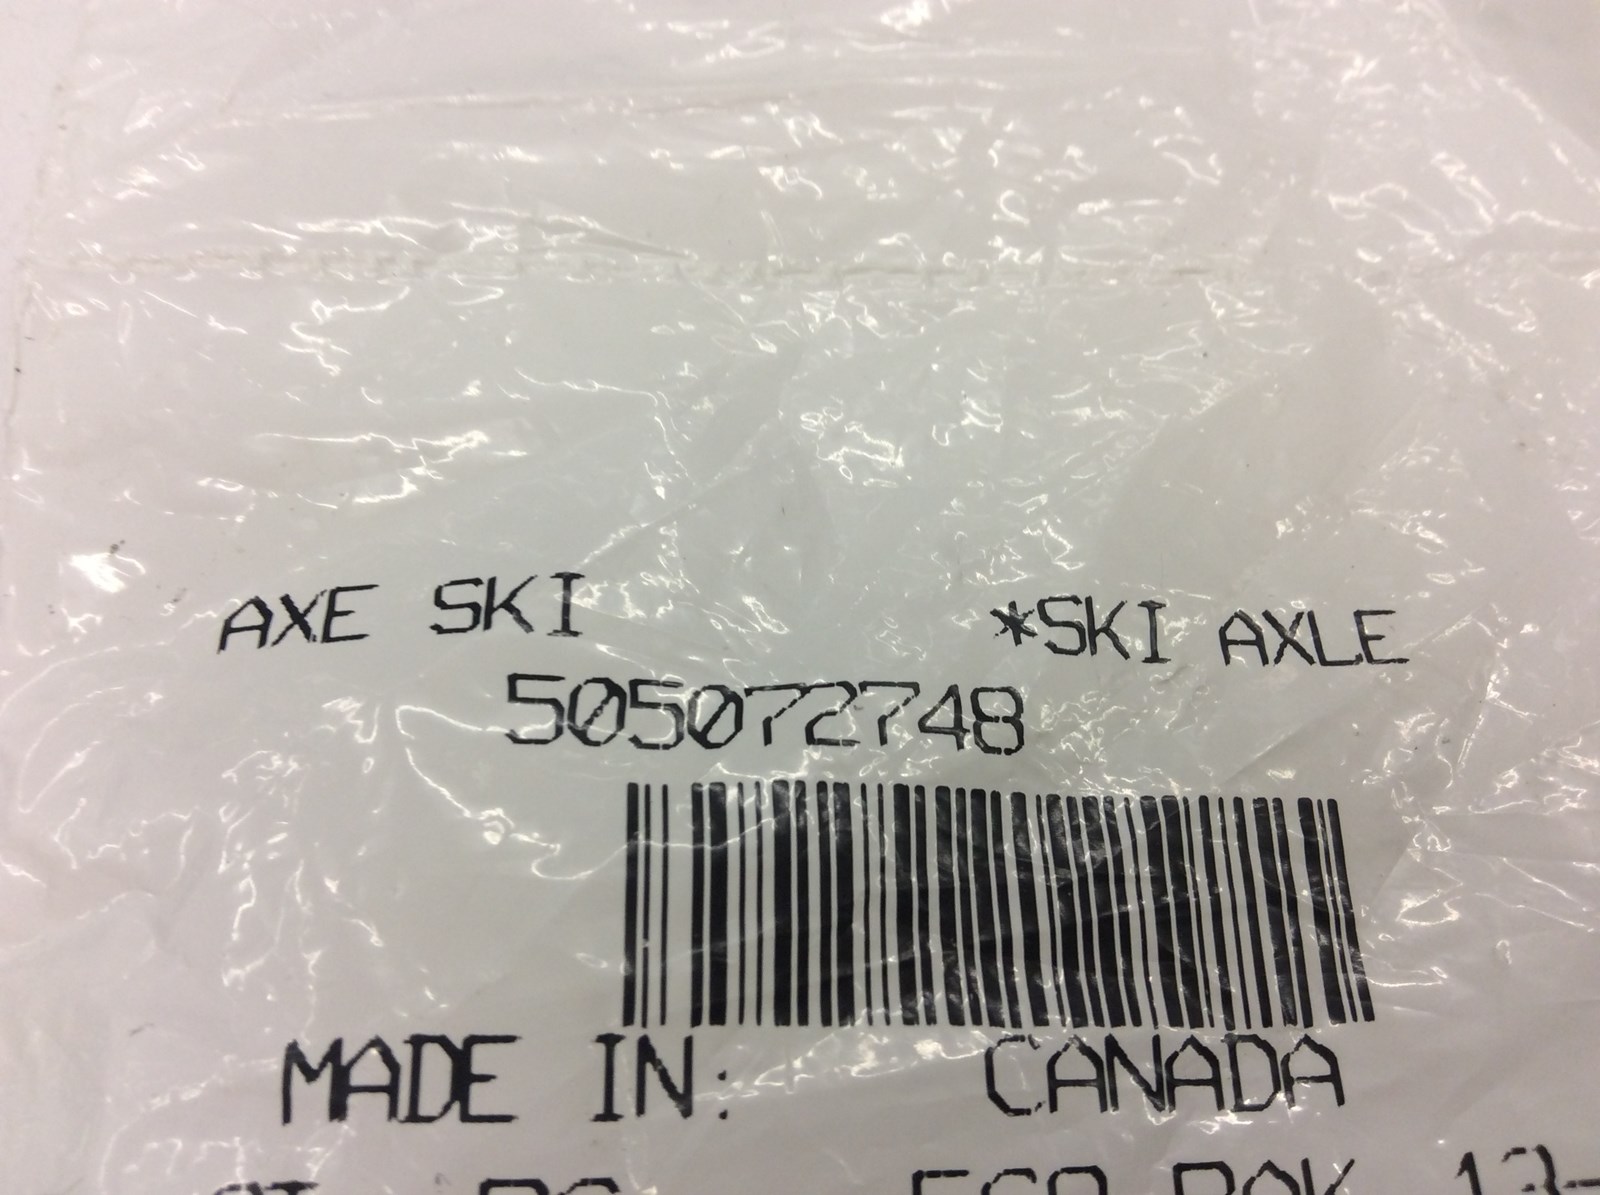 AXE SKI *SKI AXLE
505072748
MADE IN: CANADA